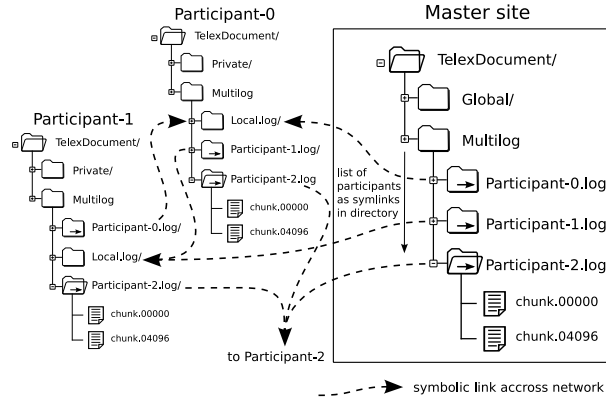 Participant-0
TelexDocument/
Private/
Multilog
Local.log/
Participant-1.log/
Participant-2.log/
chunk.00000
chunk.04096
Participant-1
TelexDocument/
Private/
Multilog
Participant-0.log/
Local.log/
Participant-2.log/
chunk.00000
chunk.04096
to Participant-2
Master site
TelexDocument/
Global/
Multilog
list of
participants
as symlinks
in directory
Participant-0.log
Participant-1.log
Participant-2.log
chunk.00000
chunk.04096
symbolic link accross network